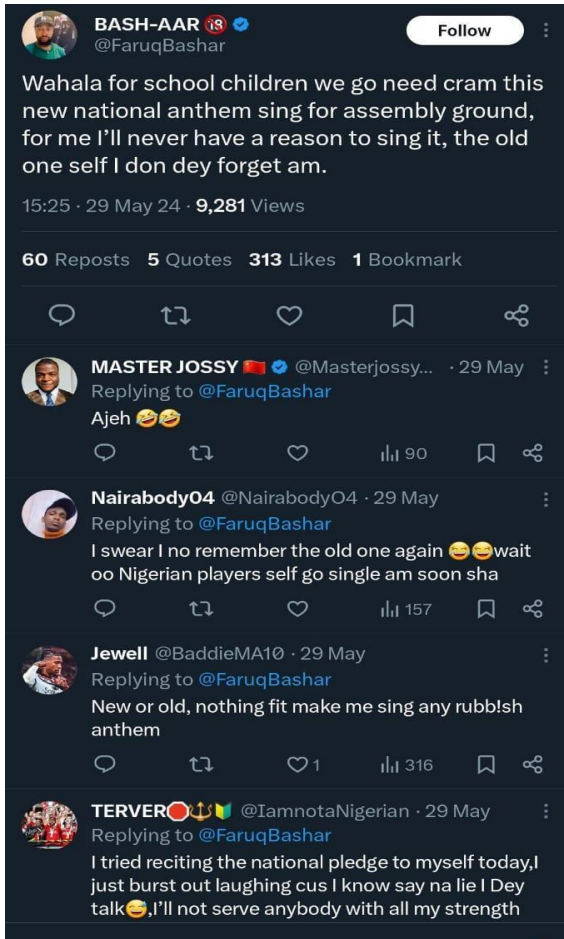 BASH-AAR 🔞
@FaruqBashar
Follow
Wahala for school children we go need cram this
new national anthem sing for assembly ground,
for me I’ll never have a reason to sing it, the old
one self I don dey forget am.
15:25 · 29 May 24 · 9,281 Views
60 Reposts 5 Quotes 313 Likes 1 Bookmark
MASTER JOSSY 🇨🇳 @Masterjossy... · 29 May
Replying to @FaruqBashar
Ajeh 🤣🤣
90
Nairabody04 @NairabodyO4 · 29 May
Replying to @FaruqBashar
I swear I no remember the old one again 😂😂wait
oo Nigerian players self go single am soon sha
157
Jewell @BaddieMA10 · 29 May
Replying to @FaruqBashar
New or old, nothing fit make me sing any rubb!sh
anthem
1 316
TERVER🛑🔱🔰 @IamnotaNigerian · 29 May
Replying to @FaruqBashar
I tried reciting the national pledge to myself today,I
just burst out laughing cus I know say na lie I Dey
talk😅,I’ll not serve anybody with all my strength